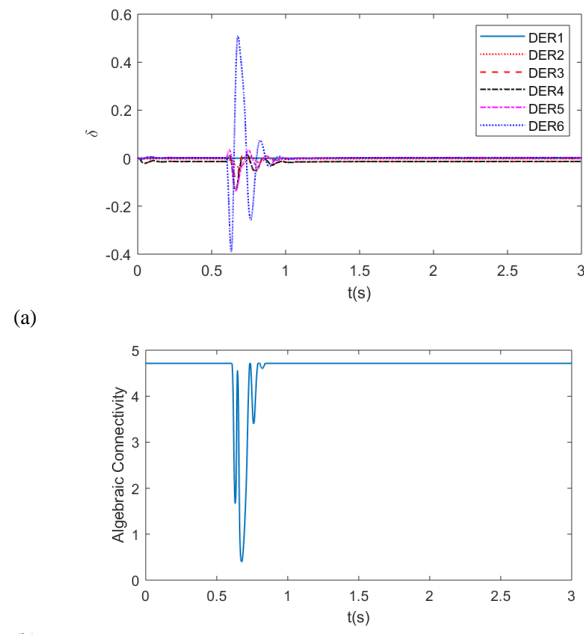 0.6
0.4
0.2
0
-0.2
-0.4
δ
DER1
DER2
DER3
DER4
DER5
DER6
0 0.5 1 1.5 2 2.5 3
t(s)
(a)
5
4
3
2
1
0
Algebraic Connectivity
0 0.5 1 1.5 2 2.5 3
t(s)